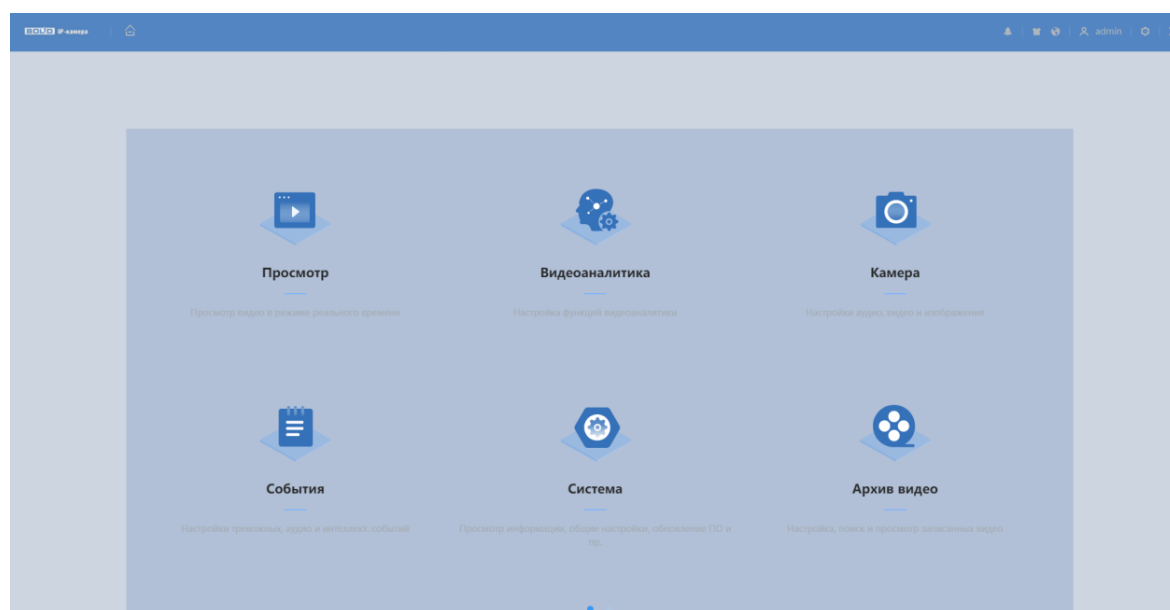 BOLID IP-камера
admin
Просмотр
Видеоаналитика
Камера
Просмотр видео в режиме реального времени
Настройка функций видеоаналитики
Настройки аудио, видео и изображения
События
Система
Архив видео
Настройки тревожных, аудио и интеллект. событий
Просмотр информации, общие настройки, обновление ПО и
пр.
Настройка, поиск и просмотр записанных видео